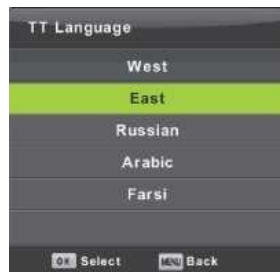 TT Language
West
East
Russian
Arabic
Farsi
OK Select MENU Back